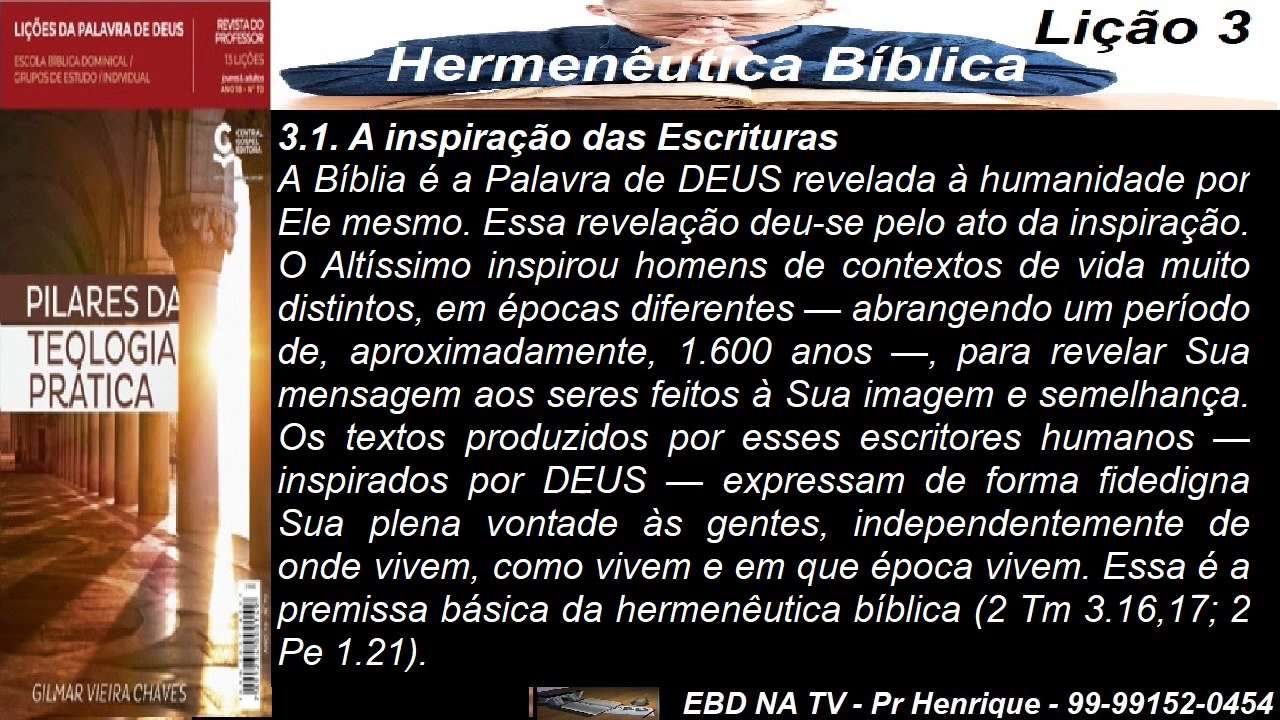 LIÇÕES DA PALAVRA DE DEUS
ESCOLA BÍBLICA DOMINICAL /
GRUPOS DE ESTUDO / INDIVIDUAL
REVISTA DO
PROFESSOR
13 LIÇÕES
jovens & adultos
Lição 3
Hermenêutica Bíblica
CENTRAL
GOSPEL
EDITORA
PILARES DA
TEOLOGIA
PRÁTICA
GILMAR VIEIRA CHAVES
3.1. A inspiração das Escrituras
A Bíblia é a Palavra de DEUS revelada à humanidade por
Ele mesmo. Essa revelação deu-se pelo ato da inspiração.
O Altíssimo inspirou homens de contextos de vida muito
distintos, em épocas diferentes — abrangendo um período
de, aproximadamente, 1.600 anos —, para revelar Sua
mensagem aos seres feitos à Sua imagem e semelhança.
Os textos produzidos por esses escritores humanos —
inspirados por DEUS — expressam de forma fidedigna
Sua plena vontade às gentes, independentemente de
onde vivem, como vivem e em que época vivem. Essa é a
premissa básica da hermenêutica bíblica (2 Tm 3.16,17; 2
Pe 1.21).
EBD NA TV - Pr Henrique - 99-99152-0454